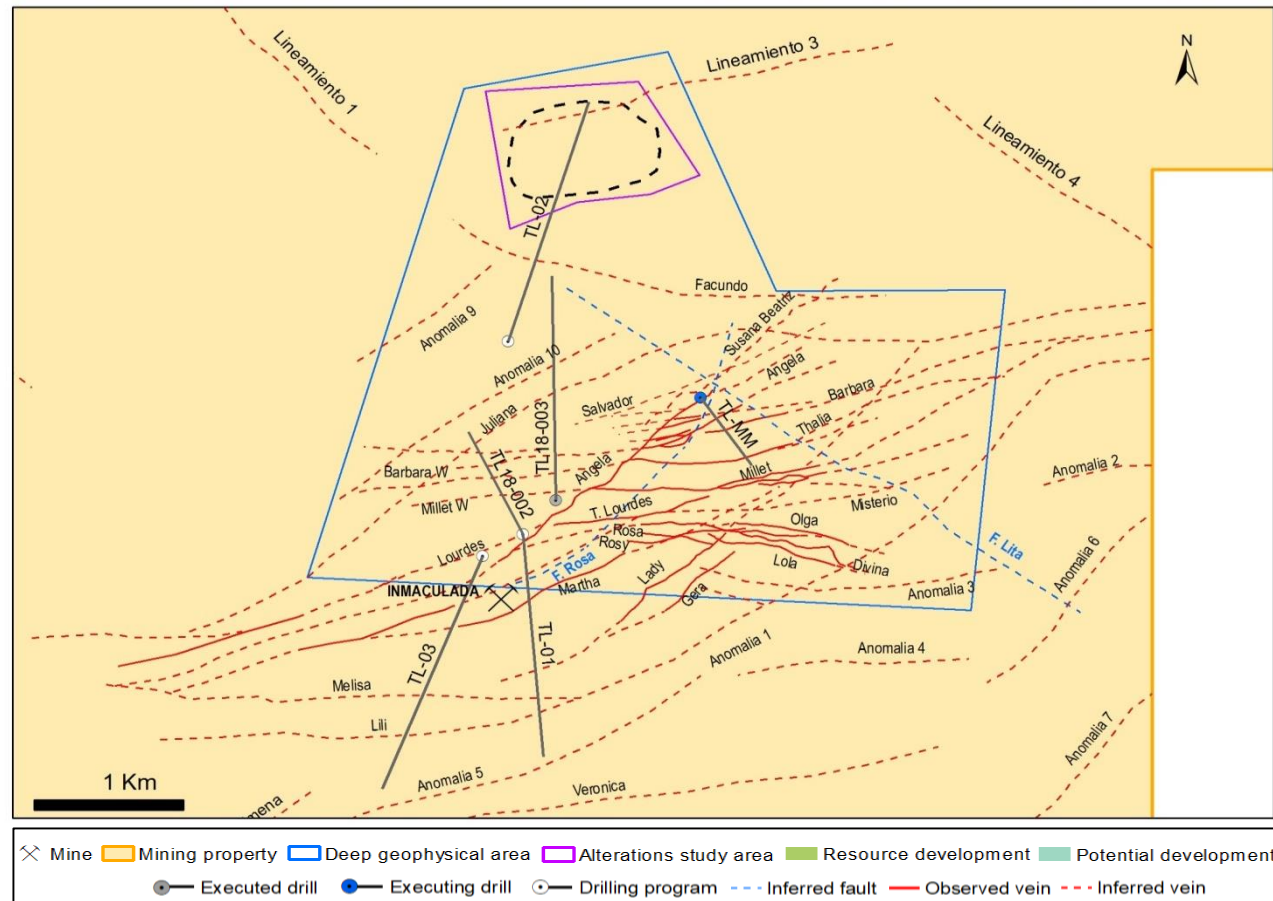 Lineamiento 1
Lineamiento 3
N
Lineamiento 4
TL-02
Facundo
Anomalia 9
Susana Beatriz
Anomalia 10
Angela
Juliana
Salvador
Barbara
TL-MM
TL18-003
Thalia
Barbara W
Angela
Millet
Anomalia 2
TL18-002
Millet W
T. Lourdes
Misterio
Rosa
Olga
Rosy
Lourdes
F. Rosa
F. Lita
Lady
Lola
Divina
Anomalia 6
INMACULADA
Martha
Gera
Anomalia 3
TL-03
TL-01
Anomalia 1
Anomalia 4
Melisa
Lili
Anomalia 7
1 Km
Anomalia 5
Veronica
mena
Mine
Mining property
Deep geophysical area
Alterations study area
Resource development
Potential development
Executed drill
Executing drill
Drilling program
Inferred fault
Observed vein
Inferred vein